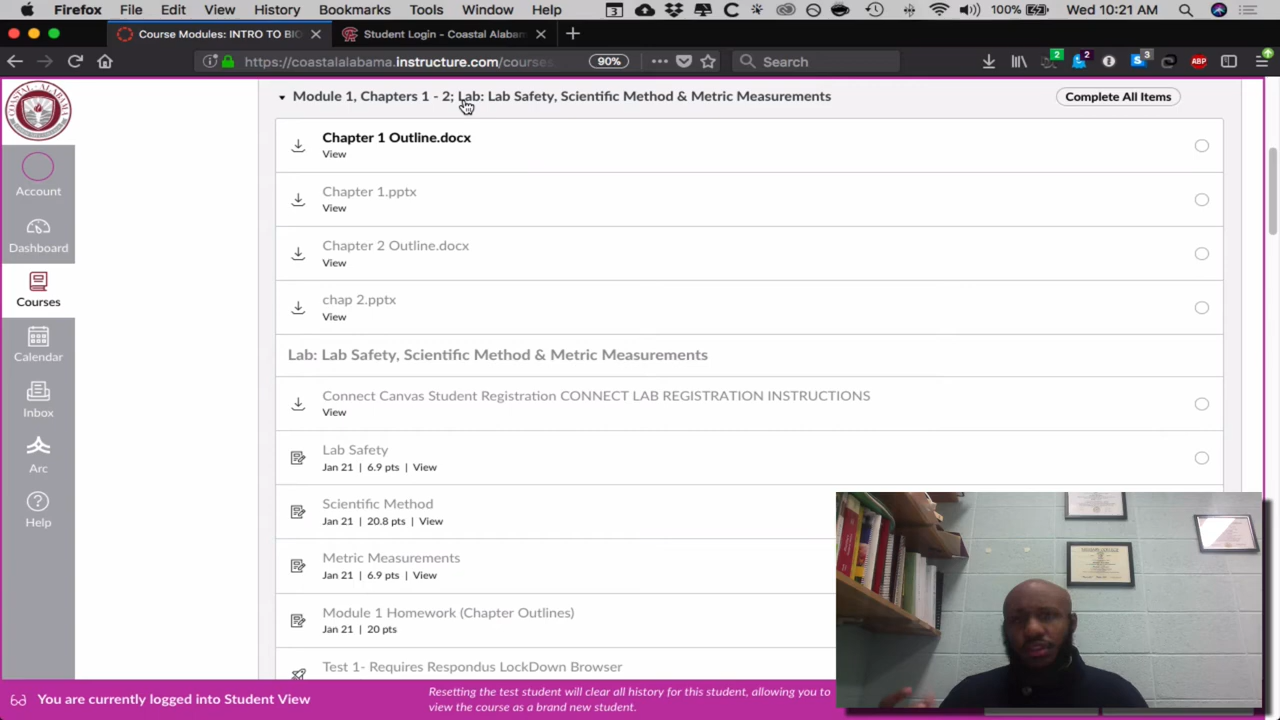 Firefox File Edit View History Bookmarks Tools Window Help 100% Wed 10:21 AM
Course Modules: INTRO TO BIO Student Login - Coastal Alabam
https://coastalalabama.instructure.com/courses 90% Search 2 2 3 ABP
Module 1, Chapters 1 - 2; Lab: Lab Safety, Scientific Method & Metric Measurements
Complete All Items
Chapter 1 Outline.docx
View
Chapter 1.pptx
View
Chapter 2 Outline.docx
View
chap 2.pptx
View
Lab: Lab Safety, Scientific Method & Metric Measurements
Connect Canvas Student Registration CONNECT LAB REGISTRATION INSTRUCTIONS
View
Lab Safety
Jan 21 | 6.9 pts | View
Scientific Method
Jan 21 | 20.8 pts | View
Metric Measurements
Jan 21 | 6.9 pts | View
Module 1 Homework (Chapter Outlines)
Jan 21 | 20 pts
Test 1- Requires Respondus LockDown Browser
Account
Dashboard
Courses
Calendar
Inbox
Arc
Help
You are currently logged into Student View
Resetting the test student will clear all history for this student, allowing you to
view the course as a brand new student.